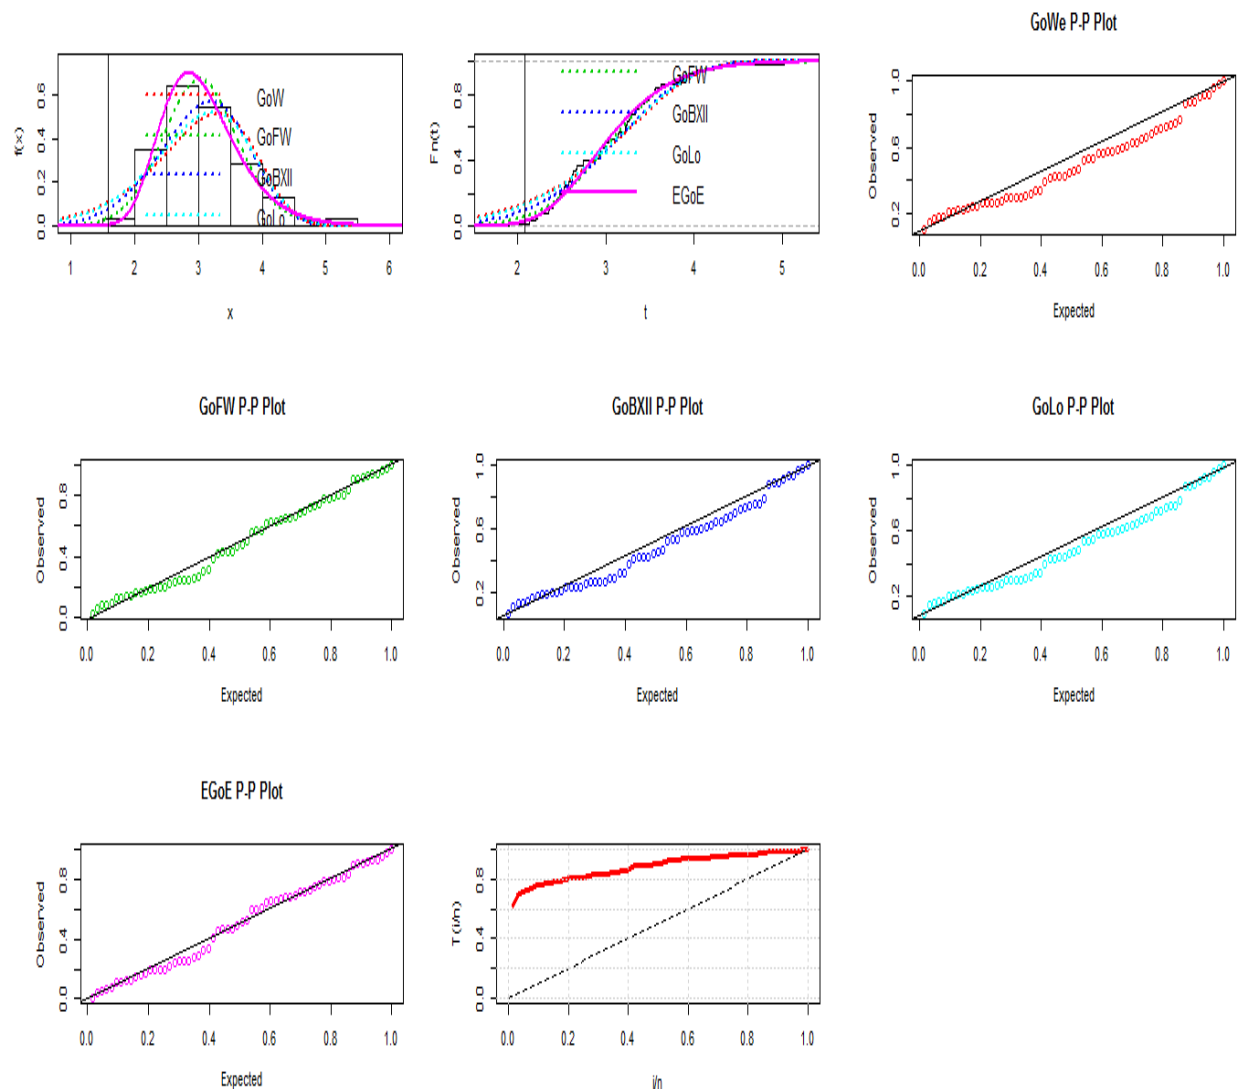 GoWe P-P Plot
f(x)
0.0 0.2 0.4 0.6
GoW
GoFW
GoBXII
GoLo
1 2 3 4 5 6
x
Fn(t)
0.0 0.4 0.8
GoFW
GoBXII
GoLo
EGoE
2 3 4 5
t
Observed
0.2 0.6 1.0
0.0 0.2 0.4 0.6 0.8 1.0
Expected
GoFW P-P Plot
Observed
0.0 0.4 0.8
0.0 0.2 0.4 0.6 0.8 1.0
Expected
GoBXII P-P Plot
Observed
0.2 0.6 1.0
0.0 0.2 0.4 0.6 0.8 1.0
Expected
GoLo P-P Plot
Observed
0.2 0.6 1.0
0.0 0.2 0.4 0.6 0.8 1.0
Expected
EGoE P-P Plot
Observed
0.0 0.4 0.8
0.0 0.2 0.4 0.6 0.8 1.0
Expected
T(i/n)
0.0 0.4 0.8
0.0 0.2 0.4 0.6 0.8 1.0
i/n